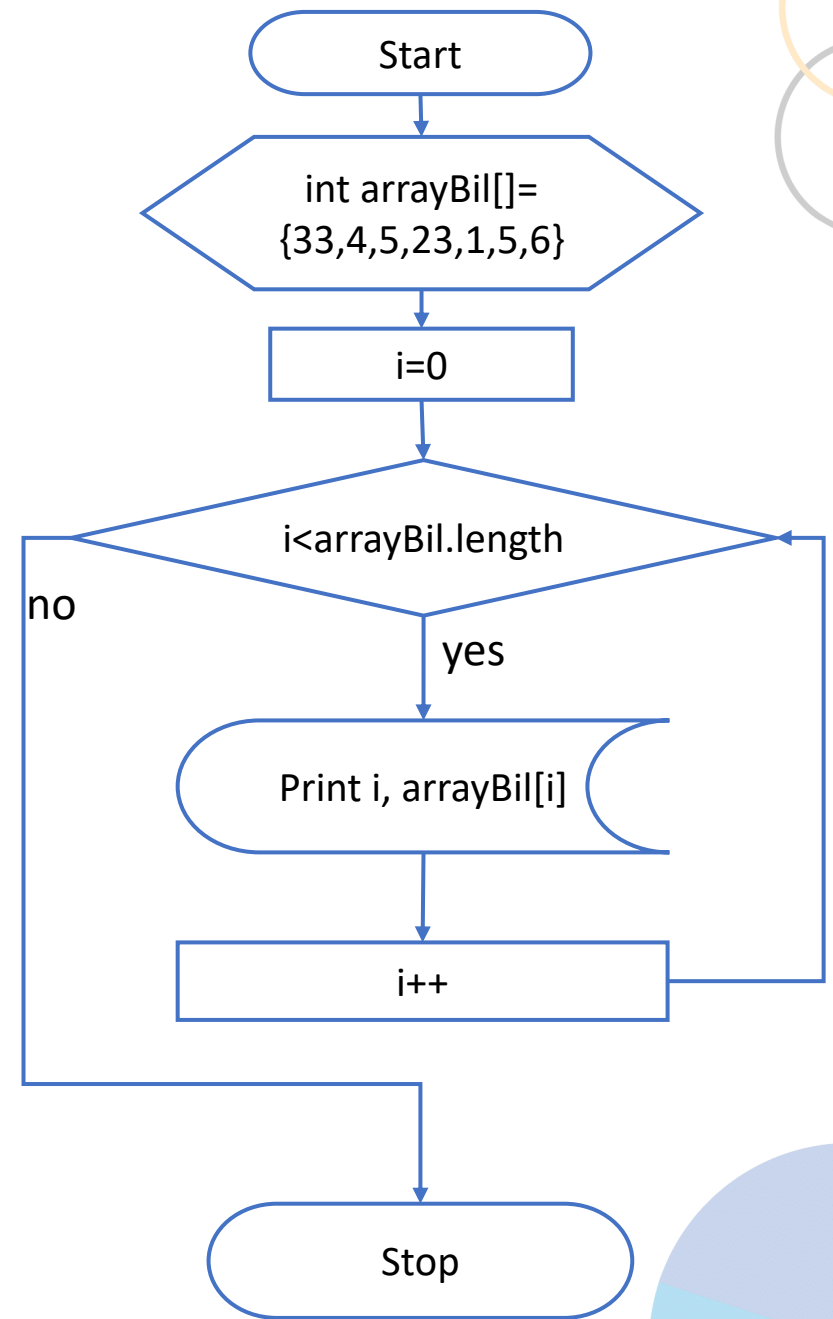 Start
int arrayBil[]=
{33,4,5,23,1,5,6}
i=0
i<arrayBil.length
no
yes
Print i, arrayBil[i]
i++
Stop